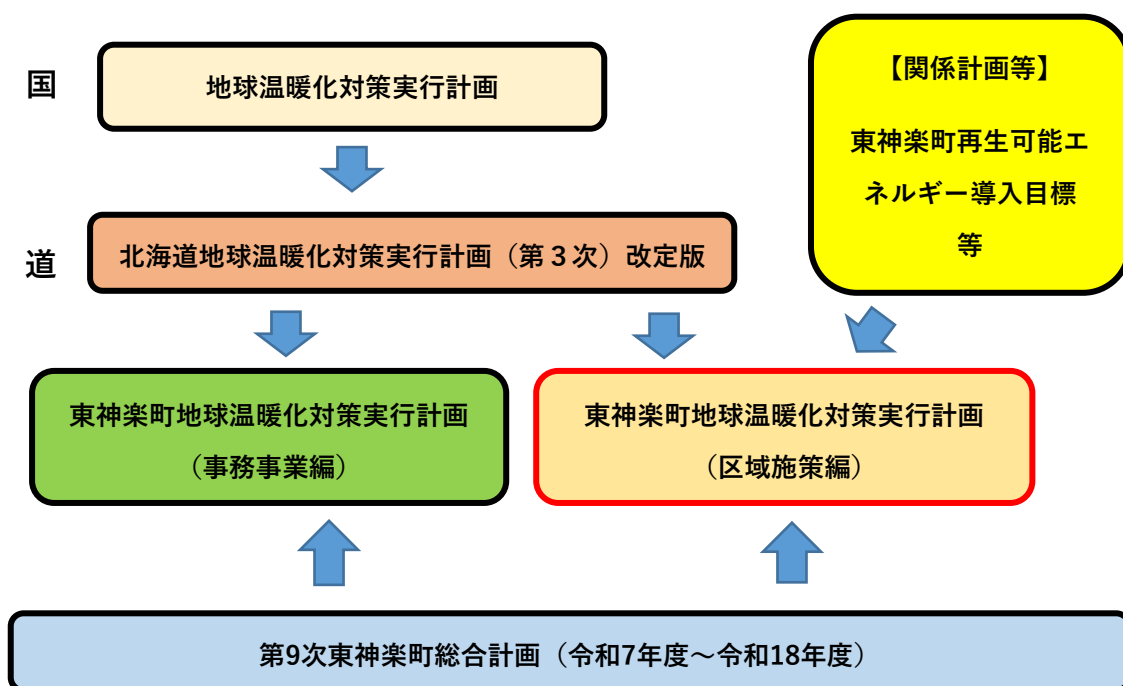 国
地球温暖化対策実行計画
【関係計画等】
東神楽町再生可能エ
ネルギー導入目標
等
道
北海道地球温暖化対策実行計画（第３次）改定版
東神楽町地球温暖化対策実行計画
（事務事業編）
東神楽町地球温暖化対策実行計画
（区域施策編）
第9次東神楽町総合計画（令和7年度～令和18年度）